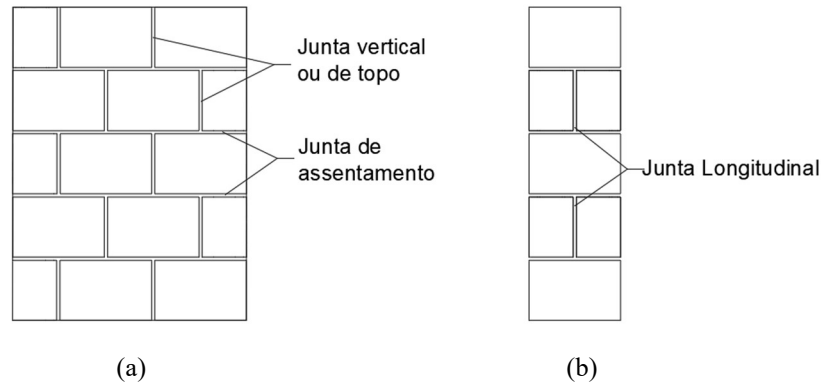 Junta vertical
ou de topo
Junta de
assentamento
Junta Longitudinal
(a)
(b)